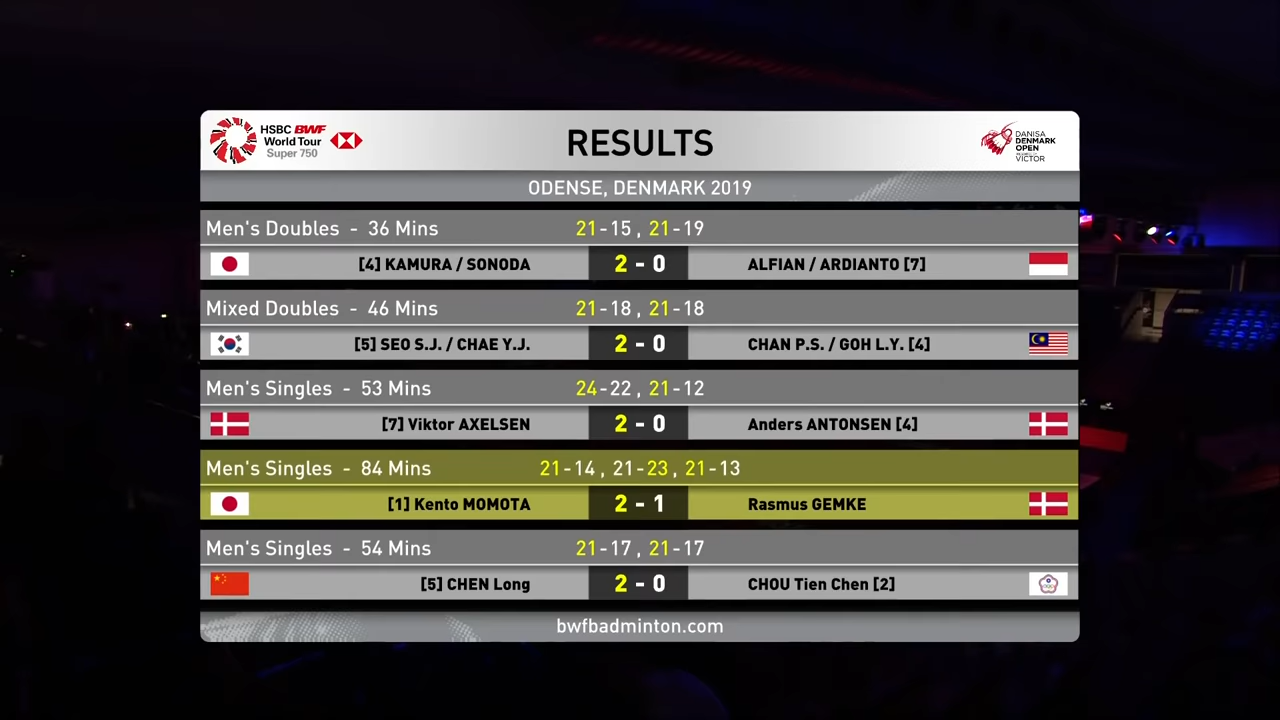 HSBC BWF
World Tour
Super 750
RESULTS
DANISA
DENMARK
OPEN
VICTOR
ODENSE, DENMARK 2019
Men's Doubles - 36 Mins 21-15 , 21-19
[4] KAMURA / SONODA 2 - 0 ALFIAN / ARDIANTO [7]
Mixed Doubles - 46 Mins 21-18 , 21-18
[5] SEO S.J. / CHAE Y.J. 2 - 0 CHAN P.S. / GOH L.Y. [4]
Men's Singles - 53 Mins 24-22 , 21-12
[7] Viktor AXELSEN 2 - 0 Anders ANTONSEN [4]
Men's Singles - 84 Mins 21-14 , 21-23 , 21-13
[1] Kento MOMOTA 2 - 1 Rasmus GEMKE
Men's Singles - 54 Mins 21-17 , 21-17
[5] CHEN Long 2 - 0 CHOU Tien Chen [2]
bwfbadminton.com